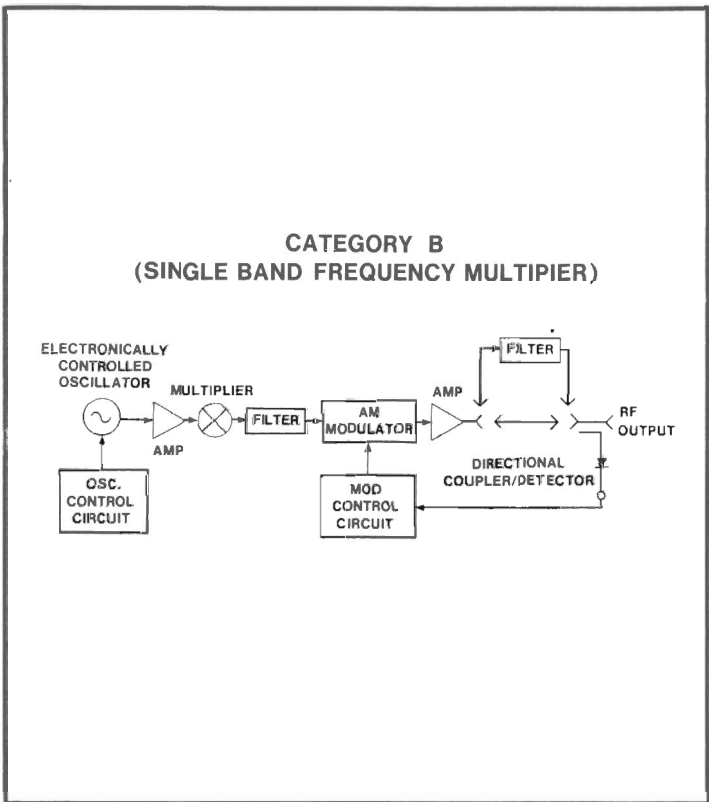 CATEGORY B
(SINGLE BAND FREQUENCY MULTIPIER)
ELECTRONICALLY
CONTROLLED
OSCILLATOR
MULTIPLIER
AMP
FILTER
OSC.
CONTROL
CIRCUIT
AM
MODULATOR
MOD
CONTROL
CIRCUIT
AMP
FILTER
RF
OUTPUT
DIRECTIONAL
COUPLER/DETECTOR